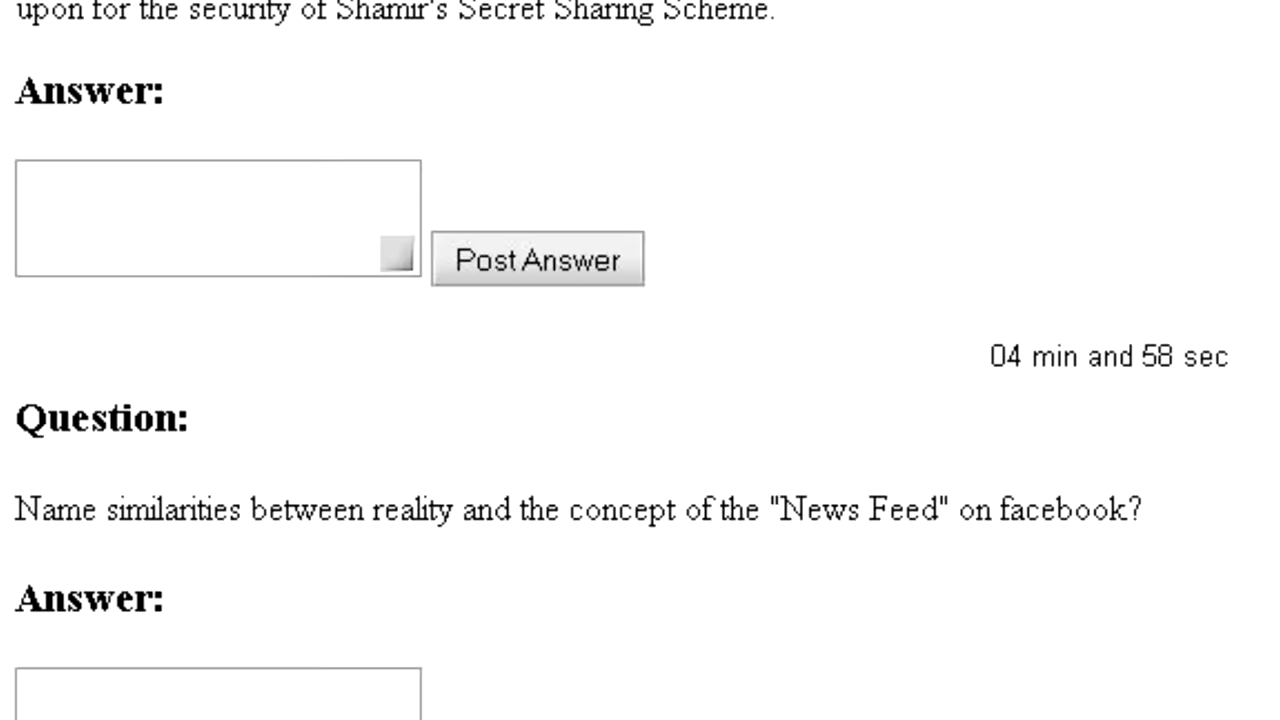 upon for the security of Shamir's Secret Sharing Scheme.
Answer:
Post Answer
04 min and 58 sec
Question:
Name similarities between reality and the concept of the "News Feed" on facebook?
Answer: